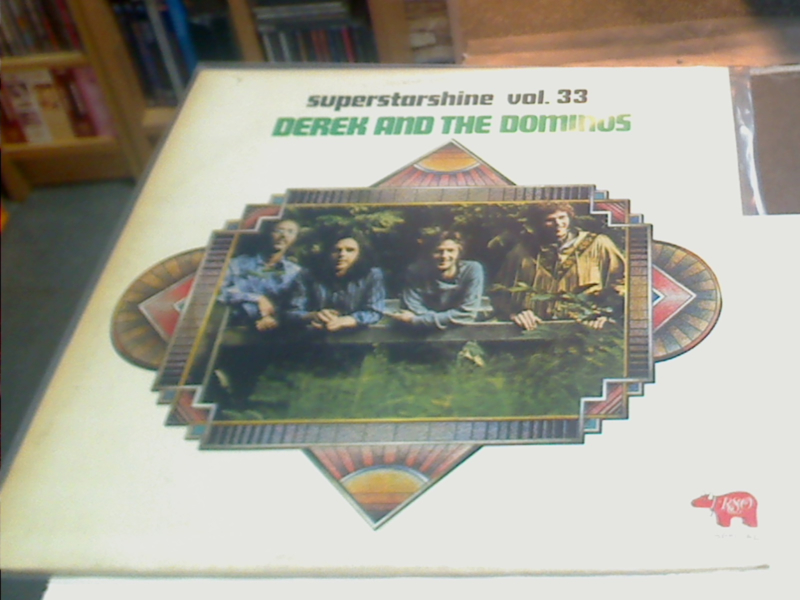 superstarshine vol. 33
DEREK AND THE DOMINOS
RSO